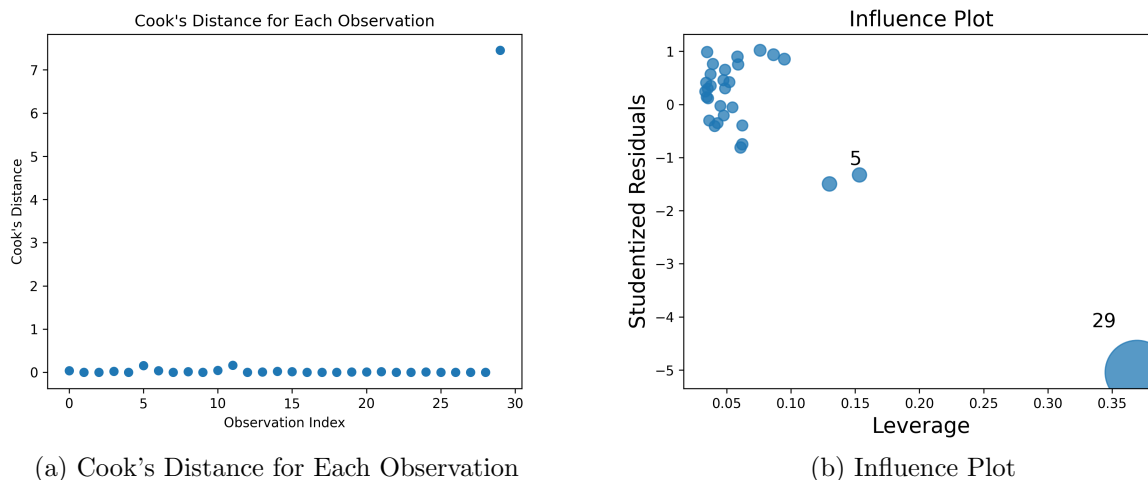 Cook's Distance for Each Observation
Cook's Distance
7
6
5
4
3
2
1
0
0 5 10 15 20 25 30
Observation Index
(a) Cook's Distance for Each Observation
Influence Plot
Studentized Residuals
1
0
−1
−2
−3
−4
−5
5
29
0.05 0.10 0.15 0.20 0.25 0.30 0.35
Leverage
(b) Influence Plot